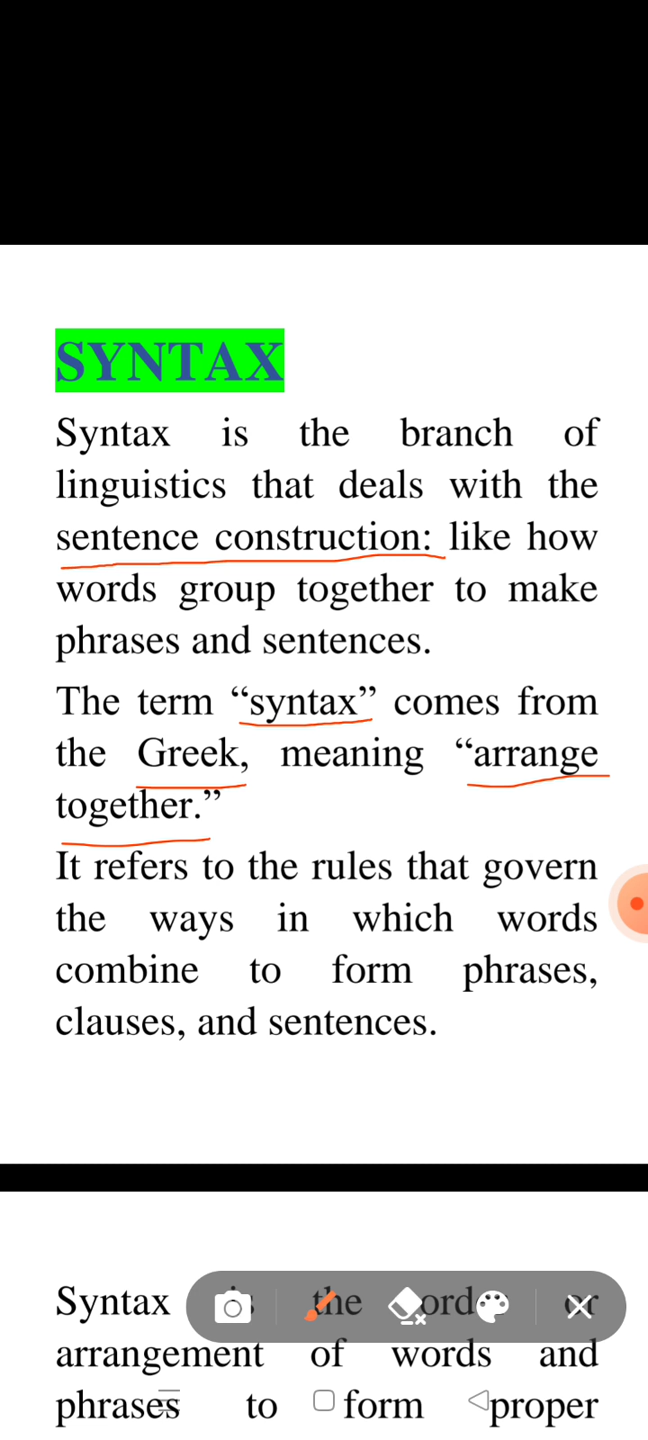 SYNTAX
Syntax is the branch of
linguistics that deals with the
sentence construction: like how
words group together to make
phrases and sentences.
The term “syntax” comes from
the Greek, meaning “arrange
together.”
It refers to the rules that govern
the ways in which words
combine to form phrases,
clauses, and sentences.
Syntax the or
arrangement of words and
phrases to form proper